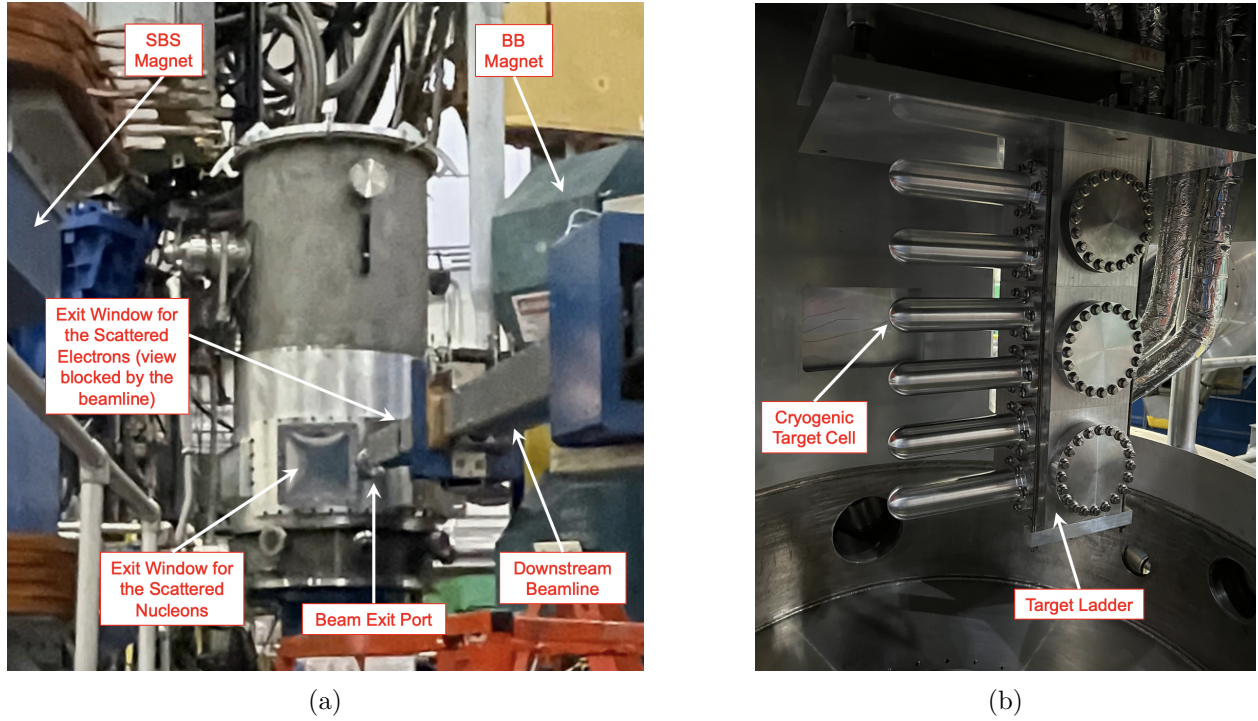 SBS
Magnet
BB
Magnet
Exit Window for
the Scattered
Electrons (view
blocked by the
beamline)
Exit Window for
the Scattered
Nucleons
Beam Exit Port
Downstream
Beamline
Cryogenic
Target Cell
Target Ladder
(a)
(b)